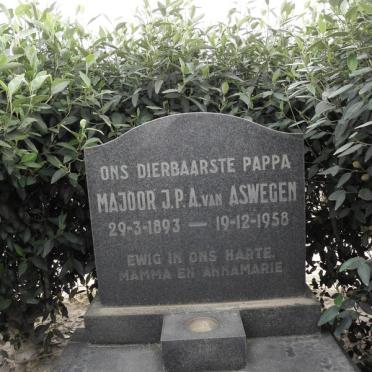 ONS DIERBAARSTE PAPPA
MAJOOR J.P.A. VAN ASWEGEN
29-3-1893 — 19-12-1958
EWIG IN ONS HARTE.
MAMMA EN ANNAMARIE